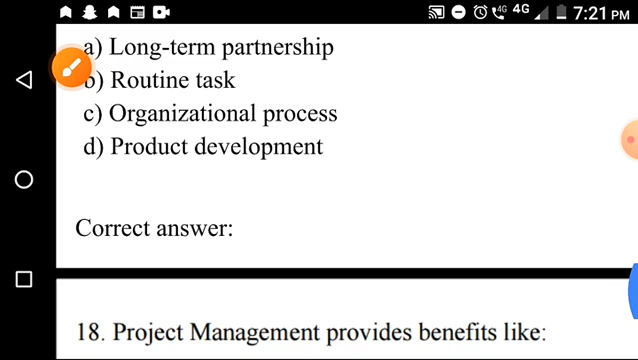 4G 4G 7:21 PM
a) Long-term partnership
b) Routine task
c) Organizational process
d) Product development
Correct answer:
18. Project Management provides benefits like: